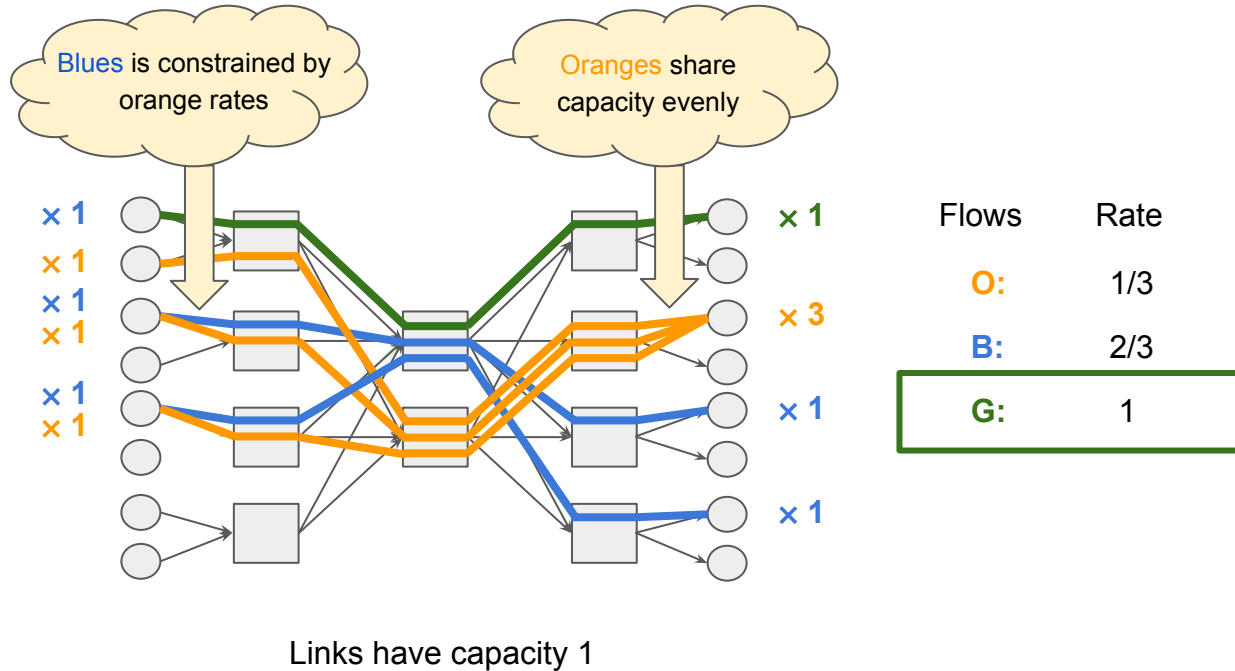 Blues is constrained by
orange rates
Oranges share
capacity evenly
× 1
× 1
× 1
× 1
× 1
× 1
× 1
× 3
× 1
× 1
Flows Rate
O: 1/3
B: 2/3
G: 1
Links have capacity 1